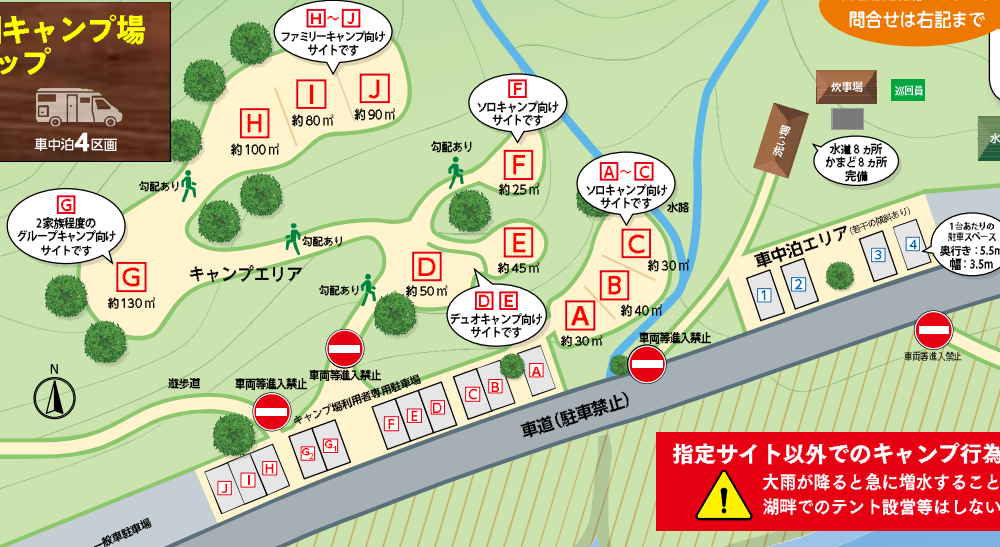 キャンプ場
ップ
車中泊4区画
H～J
ファミリーキャンプ向け
サイトです
H
約100㎡
I
約80㎡
J
約90㎡
勾配あり
G
2家族程度の
グループキャンプ向け
サイトです
G
約130㎡
キャンプエリア
勾配あり
勾配あり
勾配あり
F
ソロキャンプ向け
サイトです
F
約25㎡
E
約45㎡
D
約50㎡
D E
デュオキャンプ向け
サイトです
A～C
ソロキャンプ向け
サイトです
C
約30㎡
B
約40㎡
A
約30㎡
水路
問合せは右記まで
炊事場
巡回員
洗い場
水道8ヵ所
かまど8ヵ所
完備
水
車中泊エリア(若干の傾斜あり)
1台あたりの
駐車スペース
奥行き：5.5m
幅：3.5m
1
2
3
4
車両等進入禁止
車両等進入禁止
車両等進入禁止
車両等進入禁止
N
遊歩道
キャンプ場利用者専用駐車場
J
I
H
G2
G1
F
E
D
C
B
A
車道(駐車禁止)
一般車駐車場
指定サイト以外でのキャンプ行為
大雨が降ると急に増水すること
湖畔でのテント設営等はしない